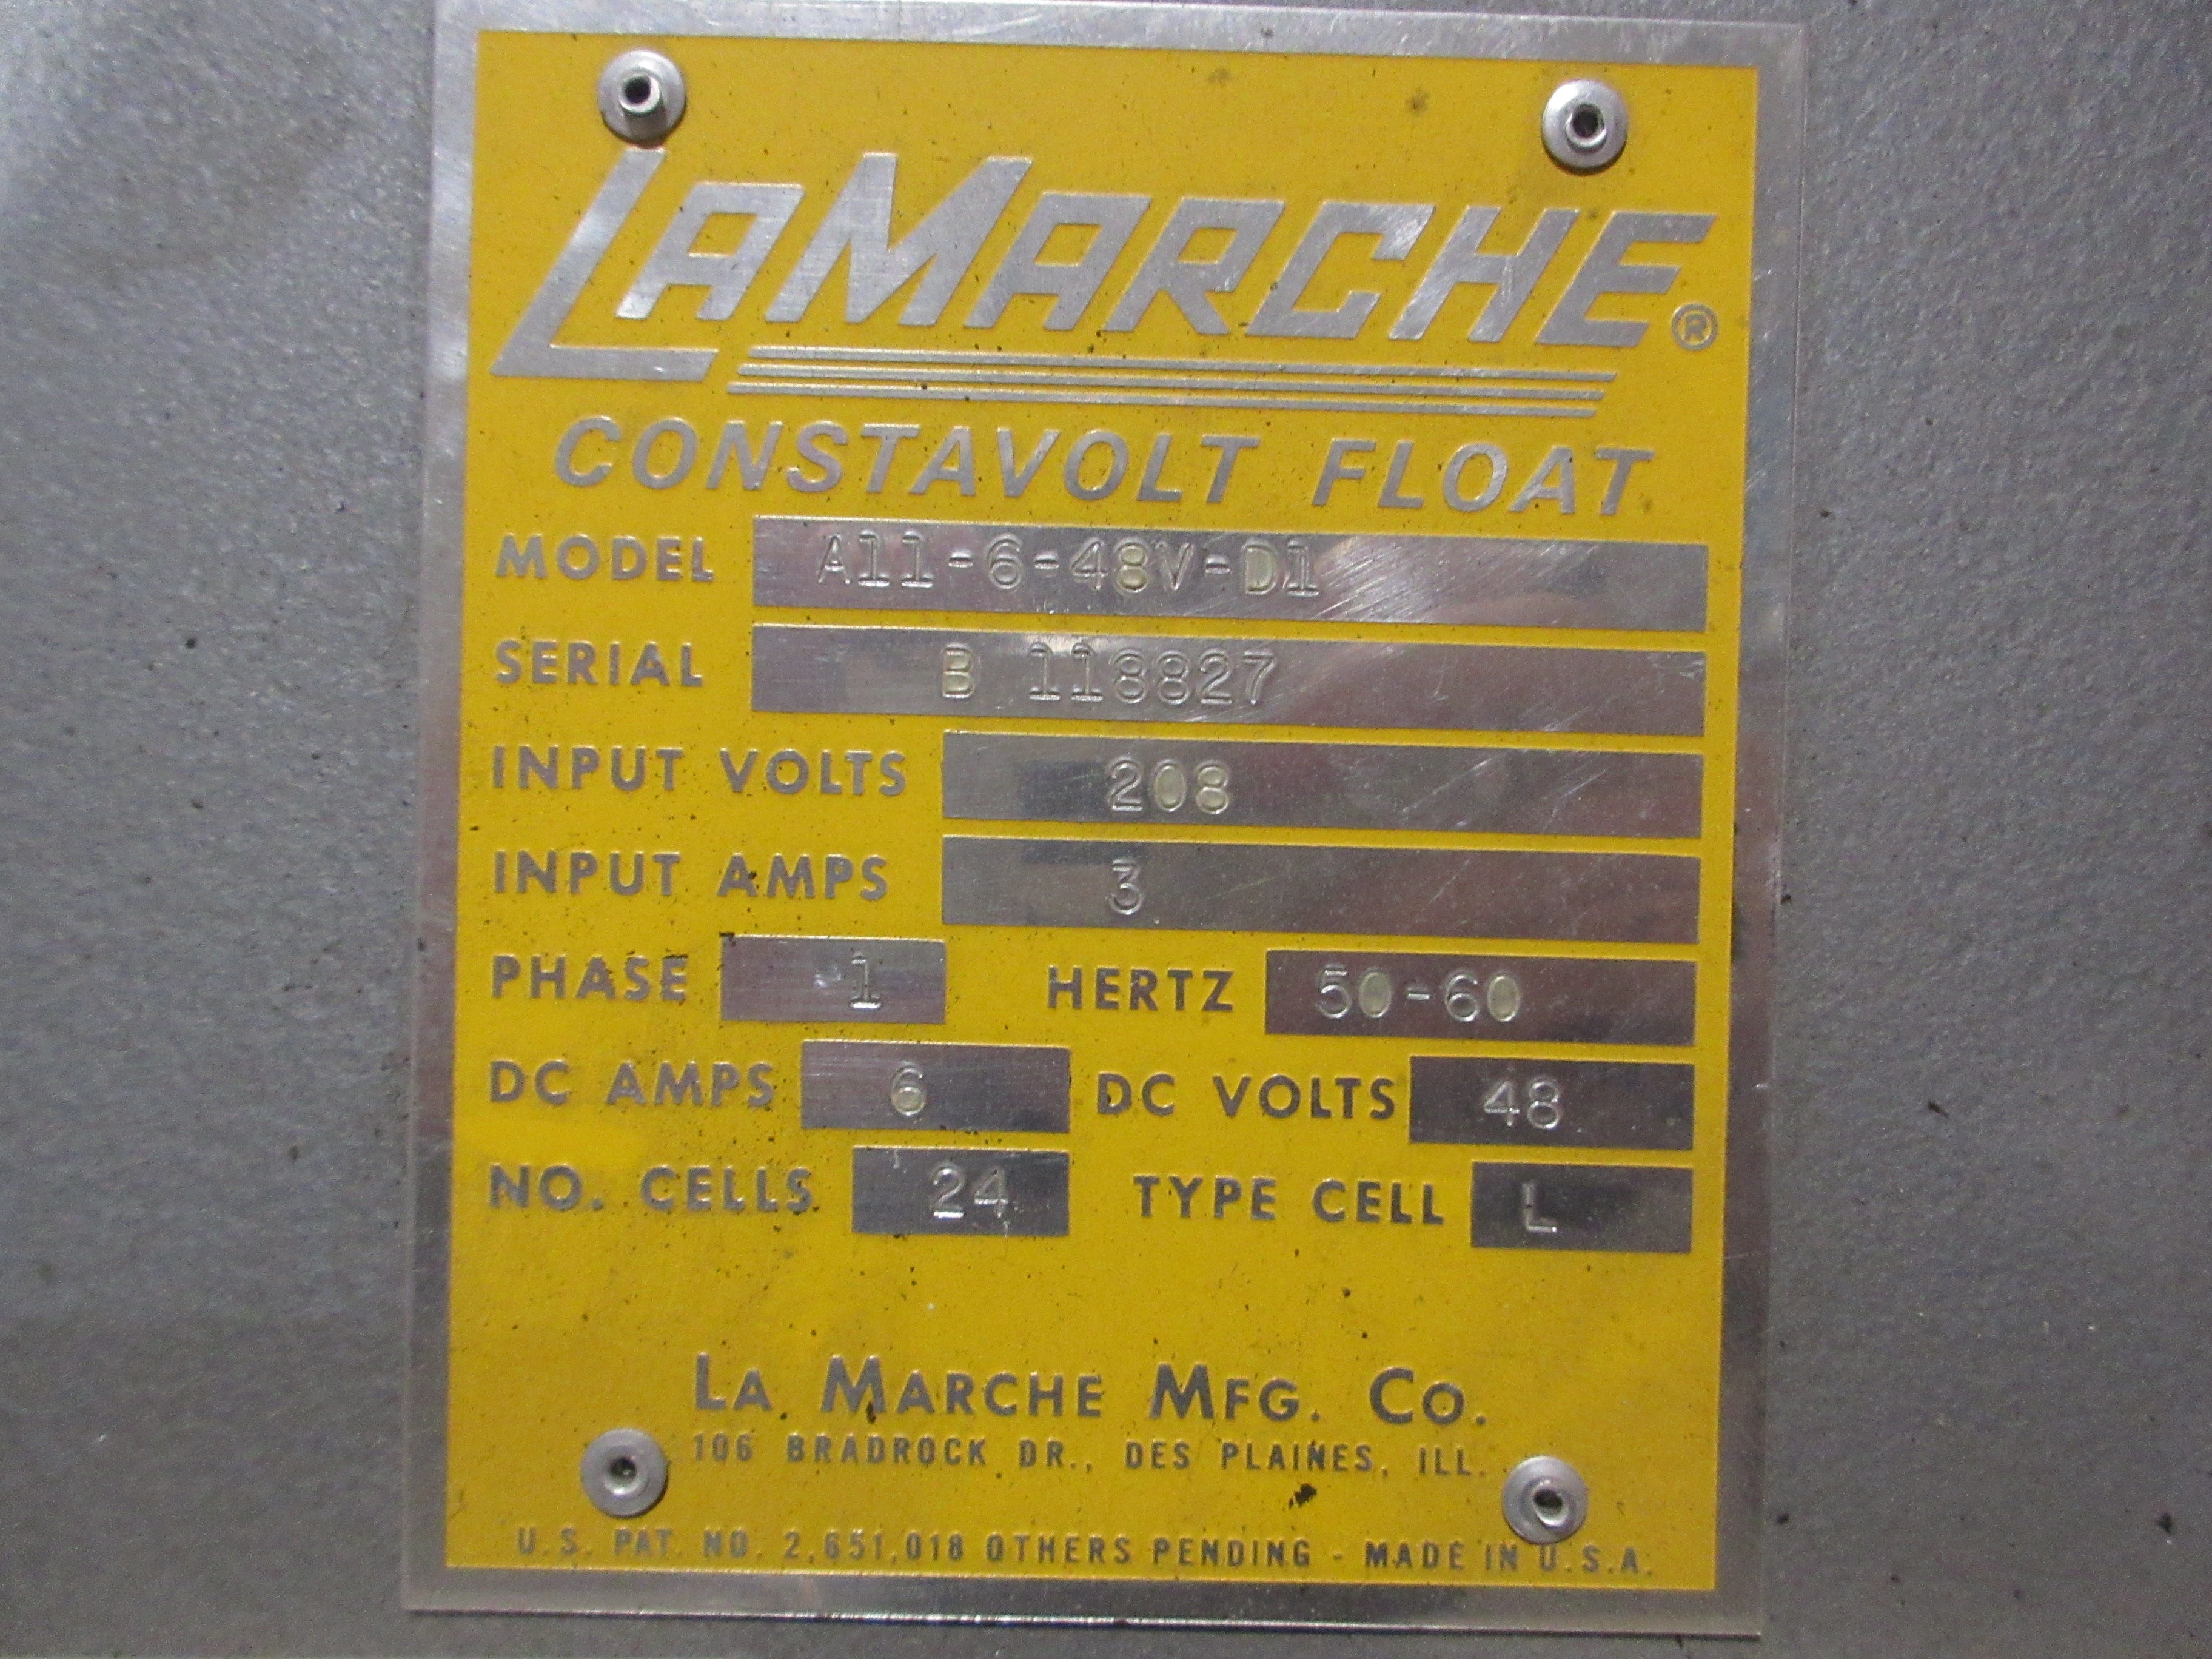 LAMARCHE®
CONSTAVOLT FLOAT
MODEL A11-6-48V-D1
SERIAL B 118827
INPUT VOLTS 208
INPUT AMPS 3
PHASE 1 HERTZ 50-60
DC AMPS 6 DC VOLTS 48
NO. CELLS 24 TYPE CELL L
LA MARCHE MFG. CO.
106 BRADROCK DR., DES PLAINES, ILL.
U.S. PAT. NO. 2,651,018 OTHERS PENDING - MADE IN U.S.A.